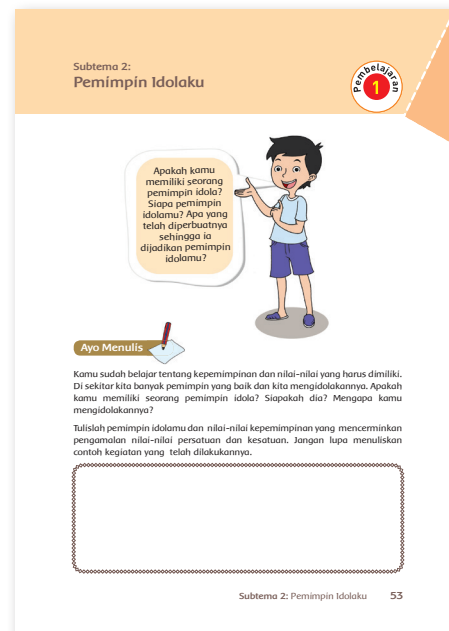 Subtema 2:
Pemimpin Idolaku
Pembelajaran
1
Apakah kamu
memiliki seorang
pemimpin idola?
Siapa pemimpin
idolamu? Apa yang
telah diperbuatnya
sehingga ia
dijadikan pemimpin
idolamu?
Ayo Menulis
Kamu sudah belajar tentang kepemimpinan dan nilai-nilai yang harus dimiliki.
Di sekitar kita banyak pemimpin yang baik dan kita mengidolakannya. Apakah
kamu memiliki seorang pemimpin idola? Siapakah dia? Mengapa kamu
mengidolakannya?
Tulislah pemimpin idolamu dan nilai-nilai kepemimpinan yang mencerminkan
pengamalan nilai-nilai persatuan dan kesatuan. Jangan lupa menuliskan
contoh kegiatan yang telah dilakukannya.
Subtema 2: Pemimpin Idolaku 53